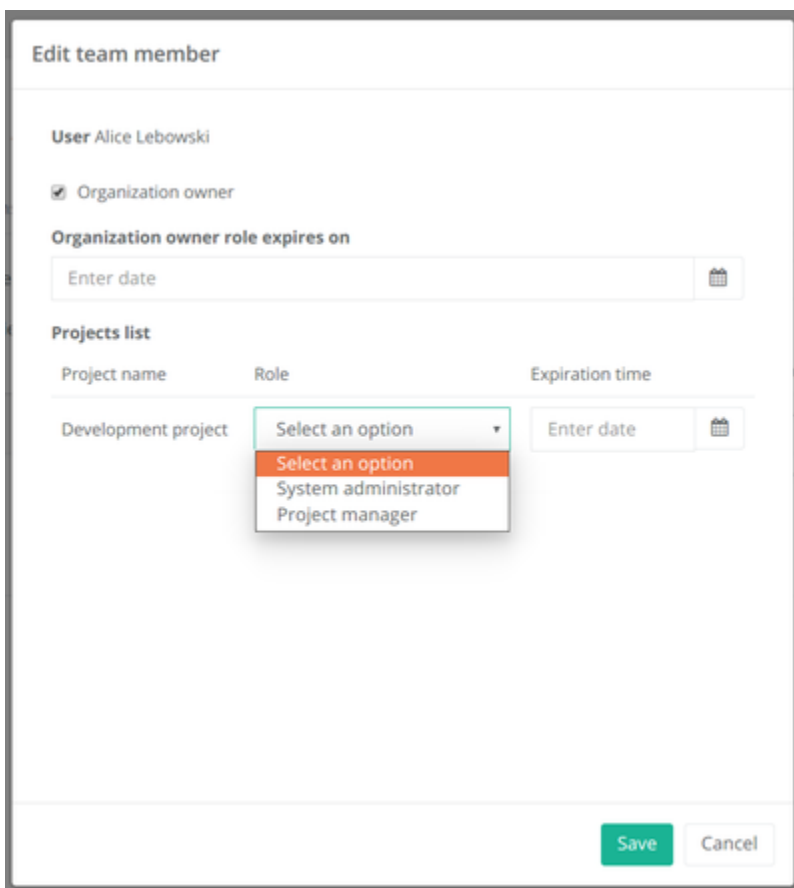 Edit team member
User Alice Lebowski
Organization owner
Organization owner role expires on
Enter date
Projects list
Project name Role Expiration time
Development project Select an option Enter date
Select an option
System administrator
Project manager
Save Cancel